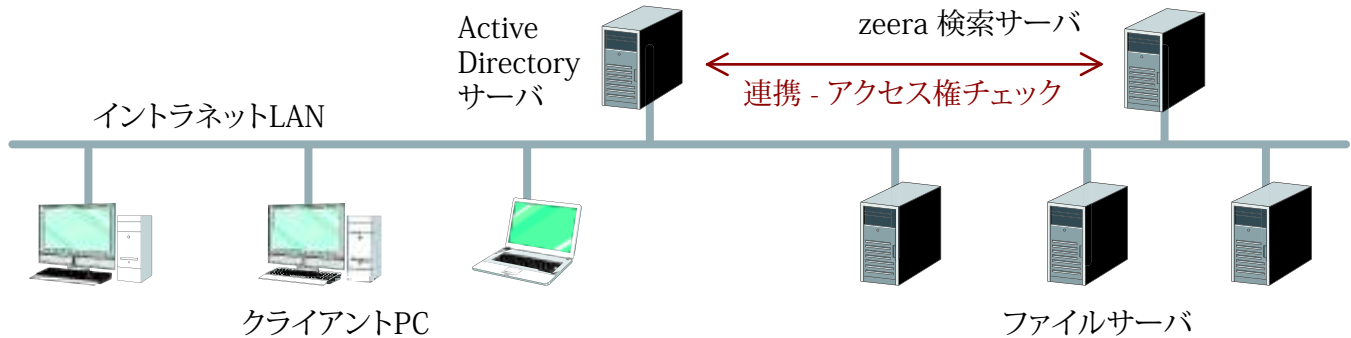 Active
Directory
サーバ
zeera 検索サーバ
連携 - アクセス権チェック
イントラネットLAN
クライアントPC
ファイルサーバ